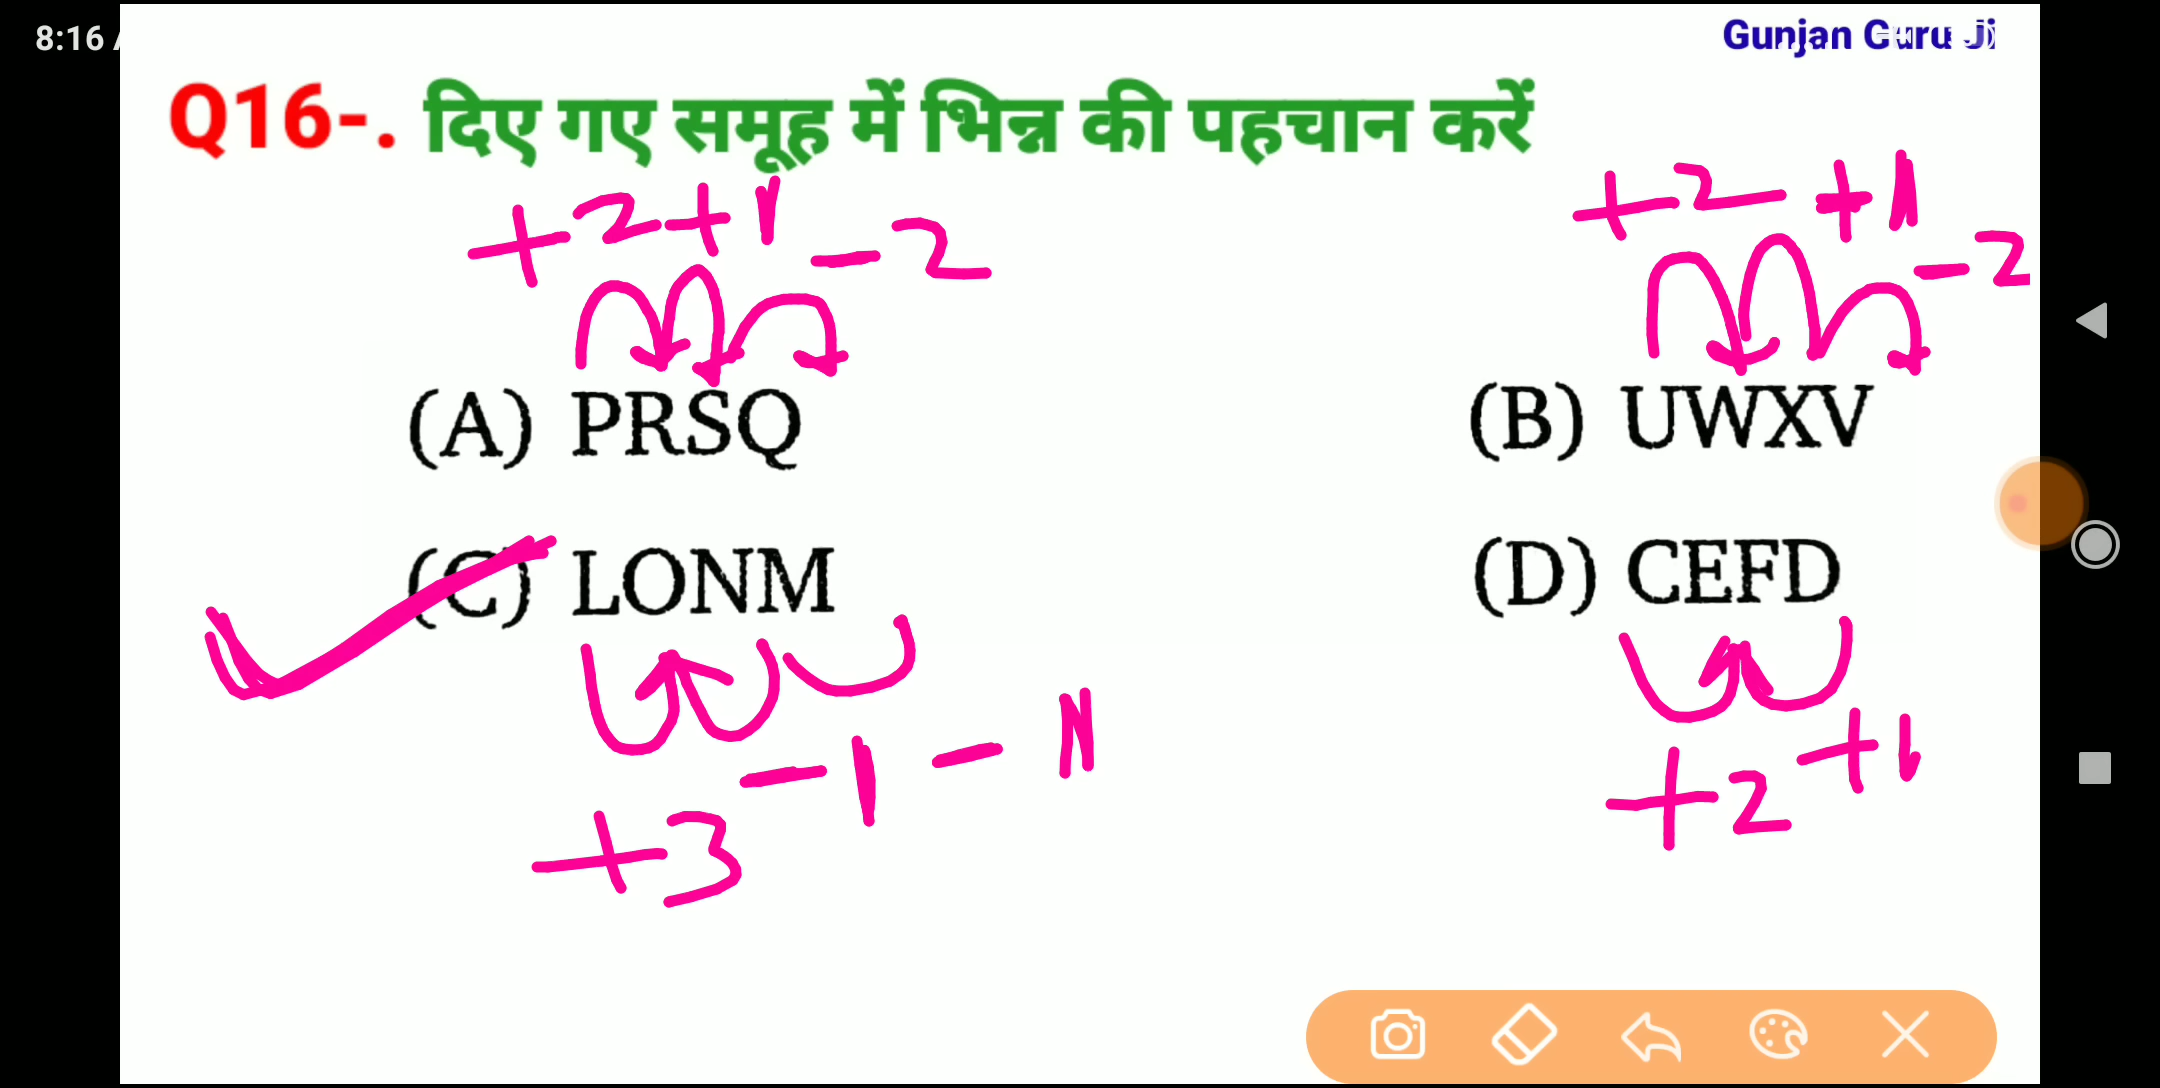 8:16
Gunjan Guru Ji
Q16-. दिए गए समूह में भिन्न की पहचान करें
+2 +1 -2
+2 +1 -2
(A) PRSQ
(B) UWXV
(C) LONM
(D) CEFD
+3 -1 -1
+2 +1